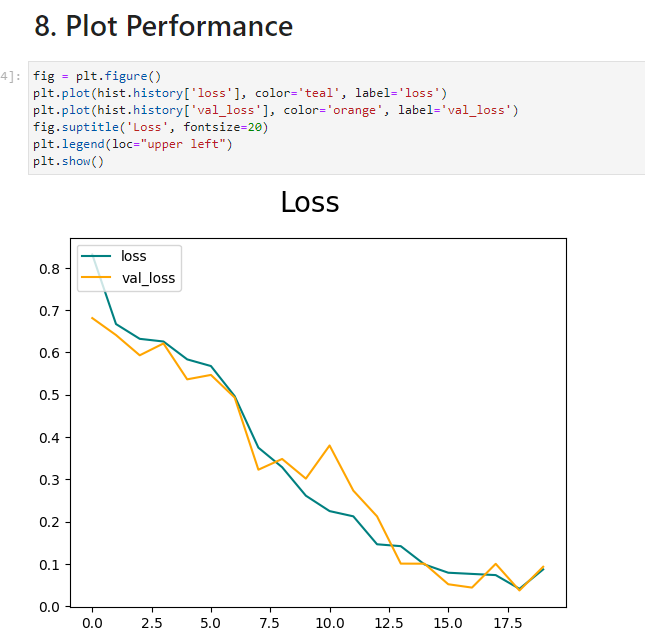 8. Plot Performance
4]:
fig = plt.figure()
plt.plot(hist.history['loss'], color='teal', label='loss')
plt.plot(hist.history['val_loss'], color='orange', label='val_loss')
fig.suptitle('Loss', fontsize=20)
plt.legend(loc="upper left")
plt.show()
Loss
loss
val_loss
0.8
0.7
0.6
0.5
0.4
0.3
0.2
0.1
0.0
0.0 2.5 5.0 7.5 10.0 12.5 15.0 17.5